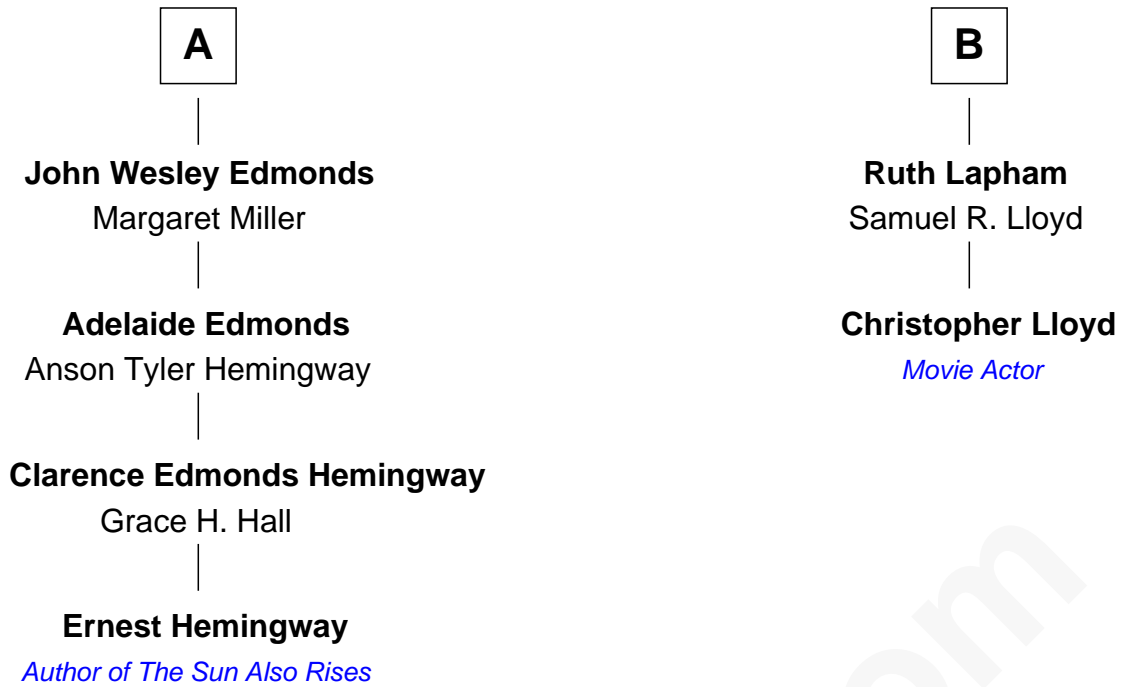 A
John Wesley Edmonds
Margaret Miller
Adelaide Edmonds
Anson Tyler Hemingway
Clarence Edmonds Hemingway
Grace H. Hall
Ernest Hemingway
Author of The Sun Also Rises
B
Ruth Lapham
Samuel R. Lloyd
Christopher Lloyd
Movie Actor
om